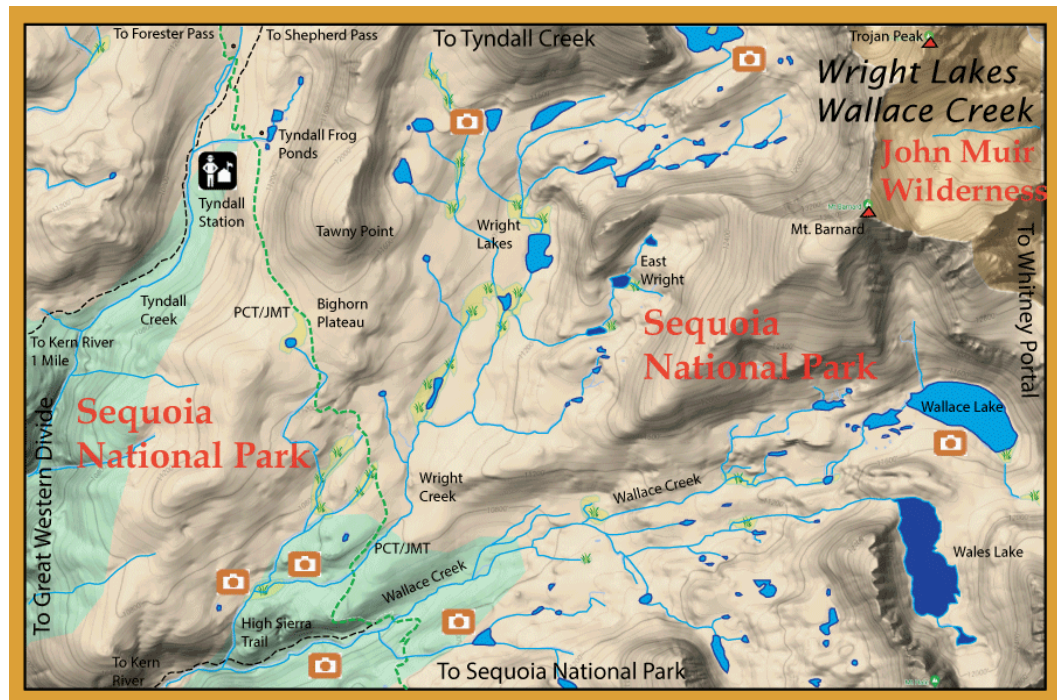 To Forester Pass
To Shepherd Pass
To Tyndall Creek
Trojan Peak
Wright Lakes
Wallace Creek
Tyndall Frog
Ponds
John Muir
Wilderness
Tyndall
Station
Tawny Point
Wright
Lakes
Mt. Barnard
East
Wright
To Whitney Portal
Tyndall
Creek
PCT/JMT
Bighorn
Plateau
Sequoia
National Park
To Kern River
1 Mile
Wallace Lake
Sequoia
National Park
To Great Western Divide
Wright
Creek
Wallace Creek
PCT/JMT
Wallace Creek
Wales Lake
High Sierra
Trail
To Kern
River
To Sequoia National Park